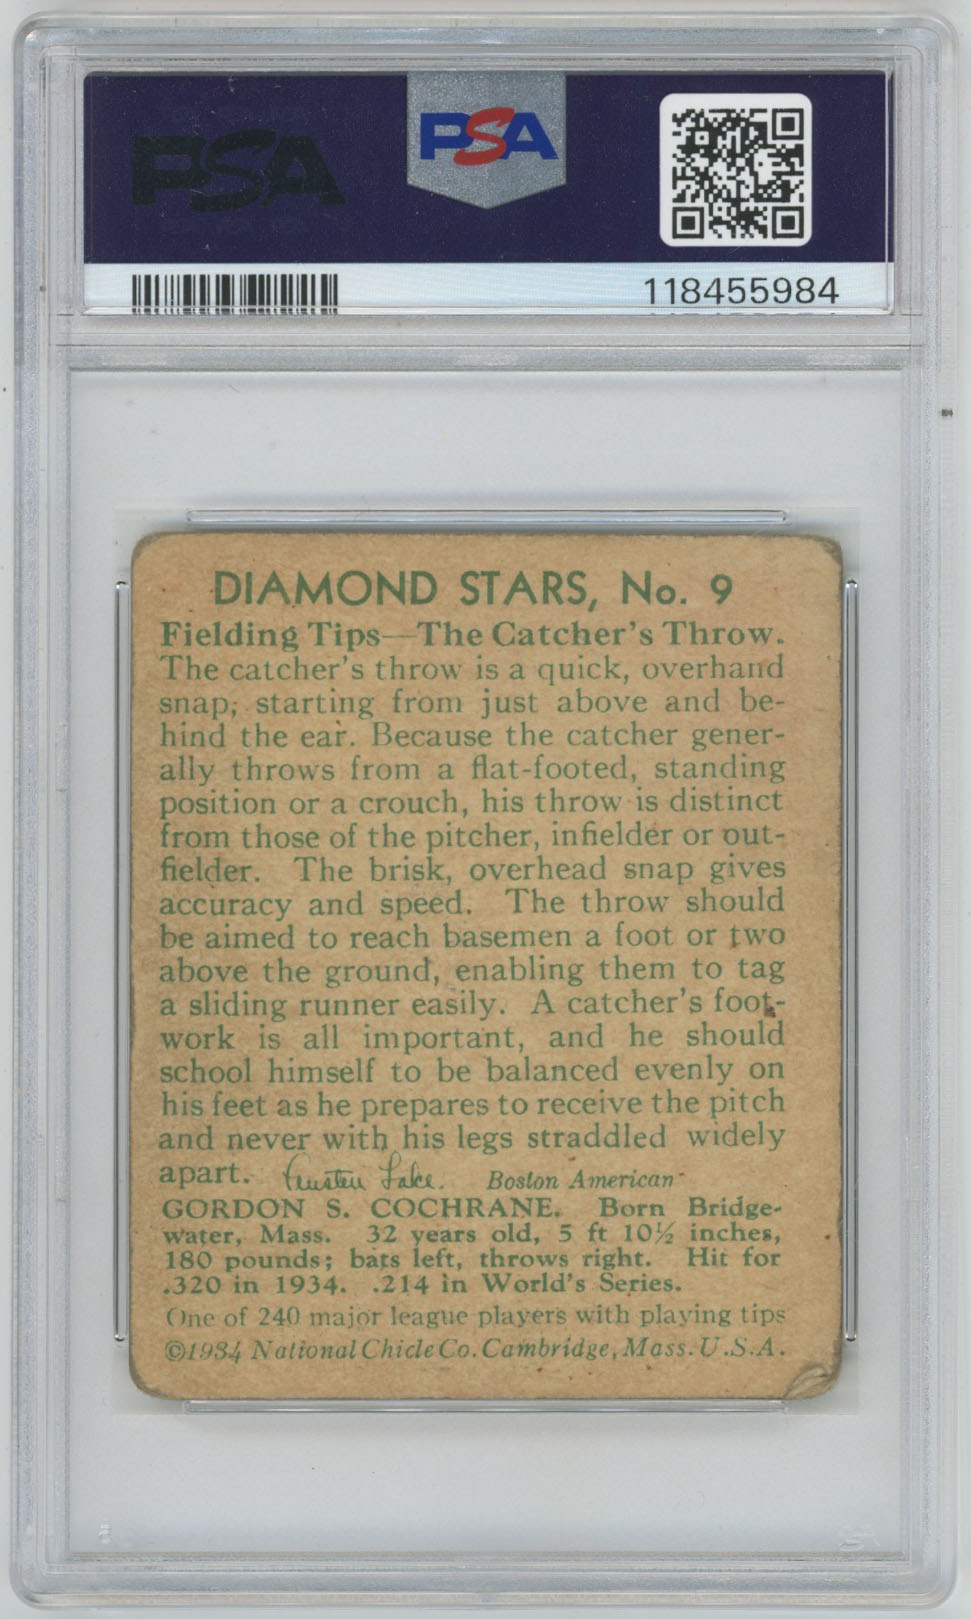 PSA
PSA
118455984
DIAMOND STARS, No. 9
Fielding Tips—The Catcher's Throw.
The catcher's throw is a quick, overhand
snap, starting from just above and be-
hind the ear. Because the catcher gener-
ally throws from a flat-footed, standing
position or a crouch, his throw is distinct
from those of the pitcher, infielder or out-
fielder. The brisk, overhead snap gives
accuracy and speed. The throw should
be aimed to reach basemen a foot or two
above the ground, enabling them to tag
a sliding runner easily. A catcher's foot-
work is all important, and he should
school himself to be balanced evenly on
his feet as he prepares to receive the pitch
and never with his legs straddled widely
apart. Austen Lake. Boston American
GORDON S. COCHRANE. Born Bridge-
water, Mass. 32 years old, 5 ft 10½ inches,
180 pounds; bats left, throws right. Hit for
.320 in 1934. .214 in World's Series.
One of 240 major league players with playing tips
©1934 National Chicle Co. Cambridge, Mass. U.S.A.